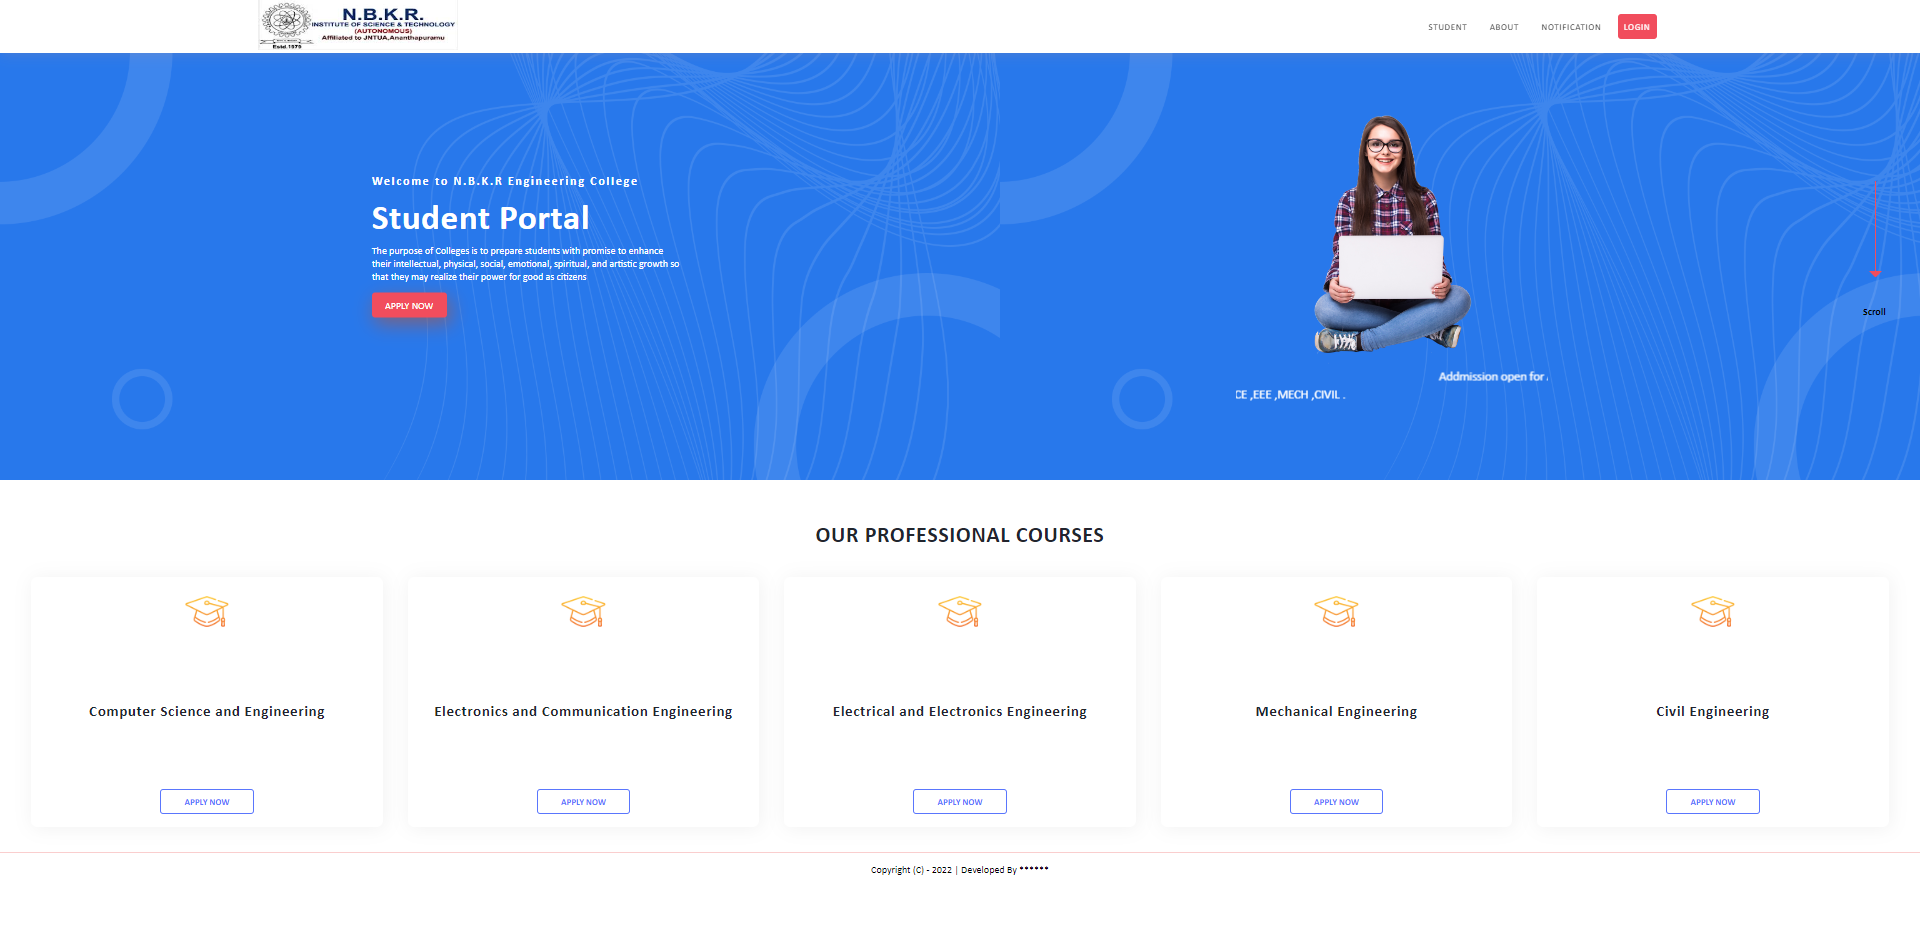 N.B.K.R.
INSTITUTE OF SCIENCE & TECHNOLOGY
(AUTONOMOUS)
Affiliated to JNTUA,Ananthapuramu
Estd.1979
STUDENT
ABOUT
NOTIFICATION
LOGIN
Welcome to N.B.K.R Engineering College
Student Portal
The purpose of Colleges is to prepare students with promise to enhance
their intellectual, physical, social, emotional, spiritual, and artistic growth so
that they may realize their power for good as citizens
APPLY NOW
Scroll
Addmission open for
CE ,EEE ,MECH ,CIVIL .
OUR PROFESSIONAL COURSES
Computer Science and Engineering
APPLY NOW
Electronics and Communication Engineering
APPLY NOW
Electrical and Electronics Engineering
APPLY NOW
Mechanical Engineering
APPLY NOW
Civil Engineering
APPLY NOW
Copyright (C) - 2022 | Developed By ******